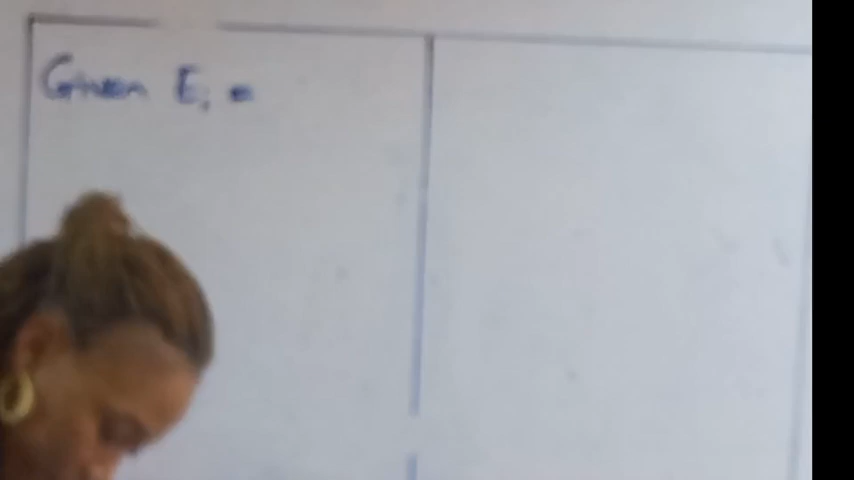 Given E; =